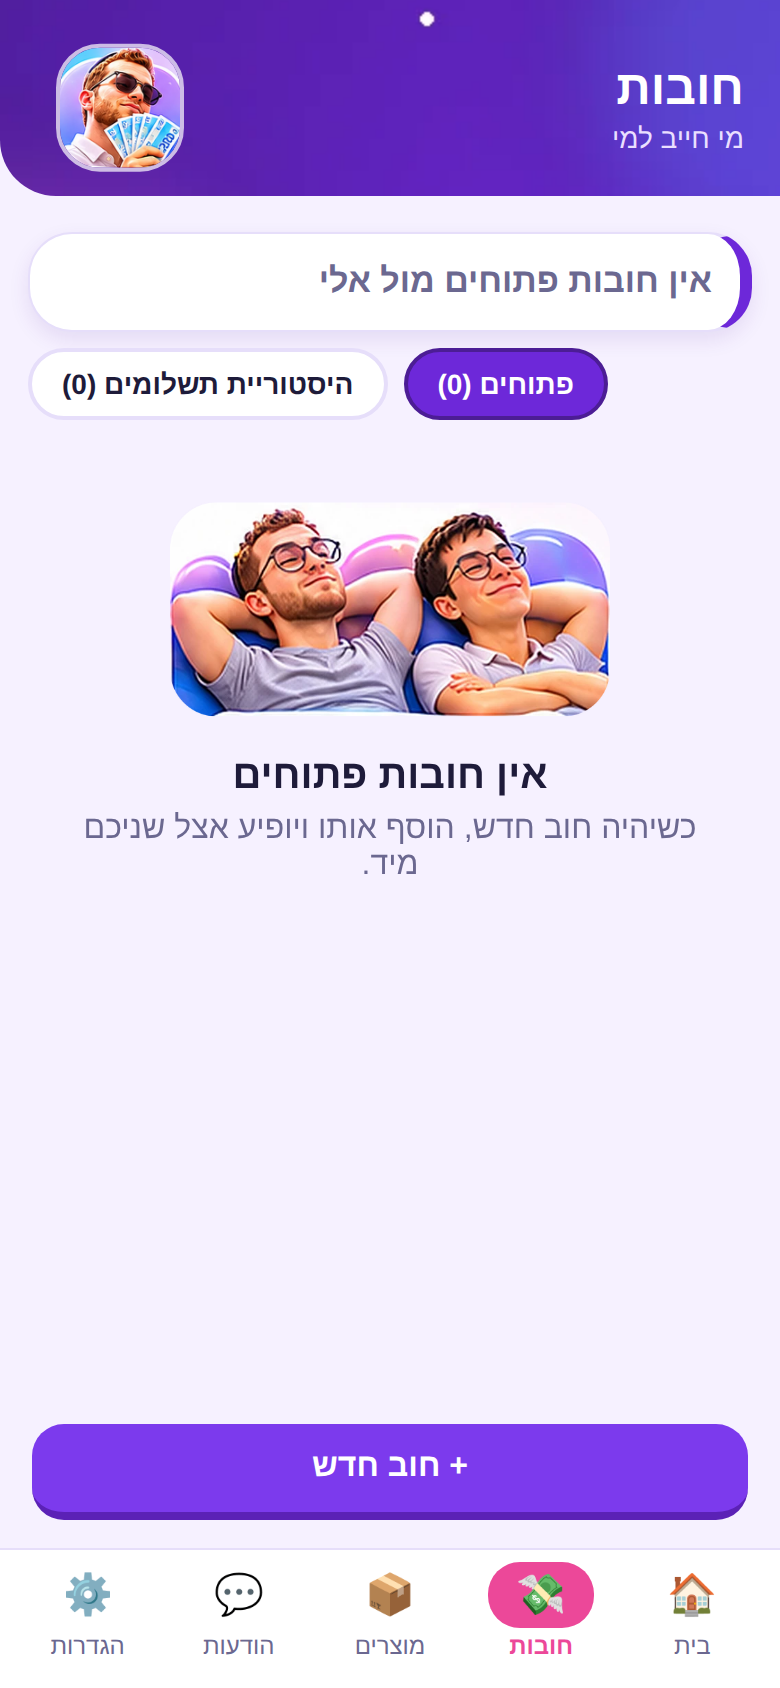 חובות
מי חייב למי
אין חובות פתוחים מול אלי
פתוחים (0)
היסטוריית תשלומים (0)
אין חובות פתוחים
כשיהיה חוב חדש, הוסף אותו ויופיע אצל שניכם
מיד.
+ חוב חדש
בית
חובות
מוצרים
הודעות
הגדרות